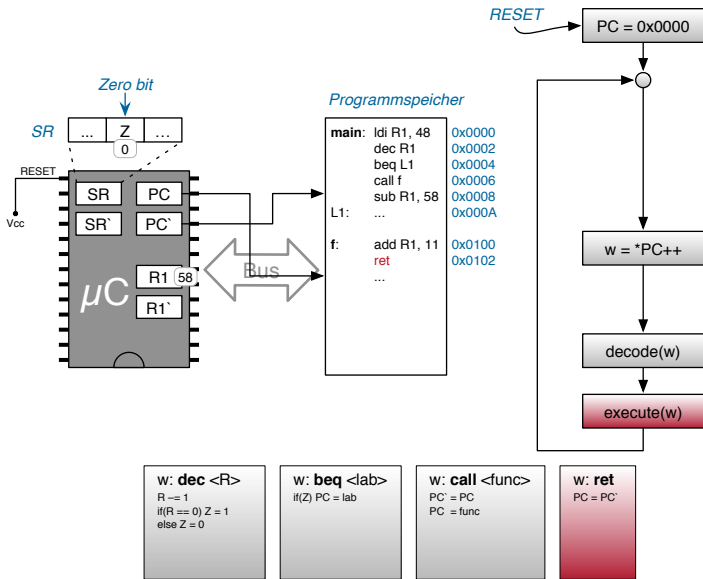 RESET
PC = 0x0000
Zero bit
Programmspeicher
SR
... Z ...
0
main: ldi R1, 48 0x0000
dec R1 0x0002
beq L1 0x0004
call f 0x0006
sub R1, 58 0x0008
L1: ... 0x000A
f: add R1, 11 0x0100
ret 0x0102
...
RESET
Vcc
SR PC
SR` PC`
R1 58
R1`
µC
Bus
w = *PC++
decode(w)
execute(w)
w: dec <R>
R −= 1
if(R == 0) Z = 1
else Z = 0
w: beq <lab>
if(Z) PC = lab
w: call <func>
PC` = PC
PC = func
w: ret
PC = PC`